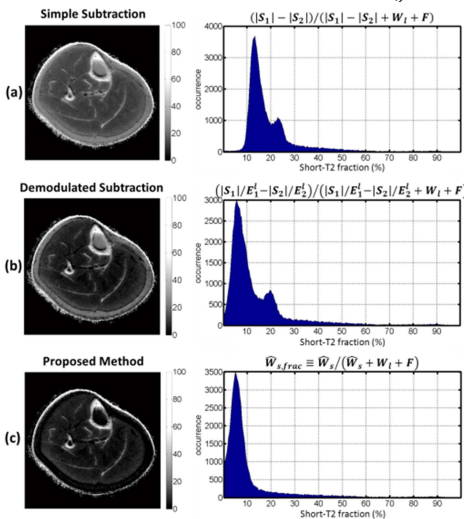 Simple Subtraction
(|S₁| − |S₂|)/(|S₁| − |S₂| + Wₗ + F)
(a)
100
80
60
40
20
0
occurrence
4000
3000
2000
1000
0
10 20 30 40 50 60 70 80 90
Short-T2 fraction (%)
Demodulated Subtraction
(|S₁|/E₁ˡ−|S₂|/E₂ˡ)/(|S₁|/E₁ˡ−|S₂|/E₂ˡ + Wₗ + F
(b)
100
80
60
40
20
0
occurrence
3000
2500
2000
1500
1000
500
0
10 20 30 40 50 60 70 80 90
Short-T2 fraction (%)
Proposed Method
Ŵs,frac ≡ Ŵs/(Ŵs + Wₗ + F)
(c)
100
80
60
40
20
0
occurrence
3500
3000
2500
2000
1500
1000
500
0
10 20 30 40 50 60 70 80 90
Short-T2 fraction (%)